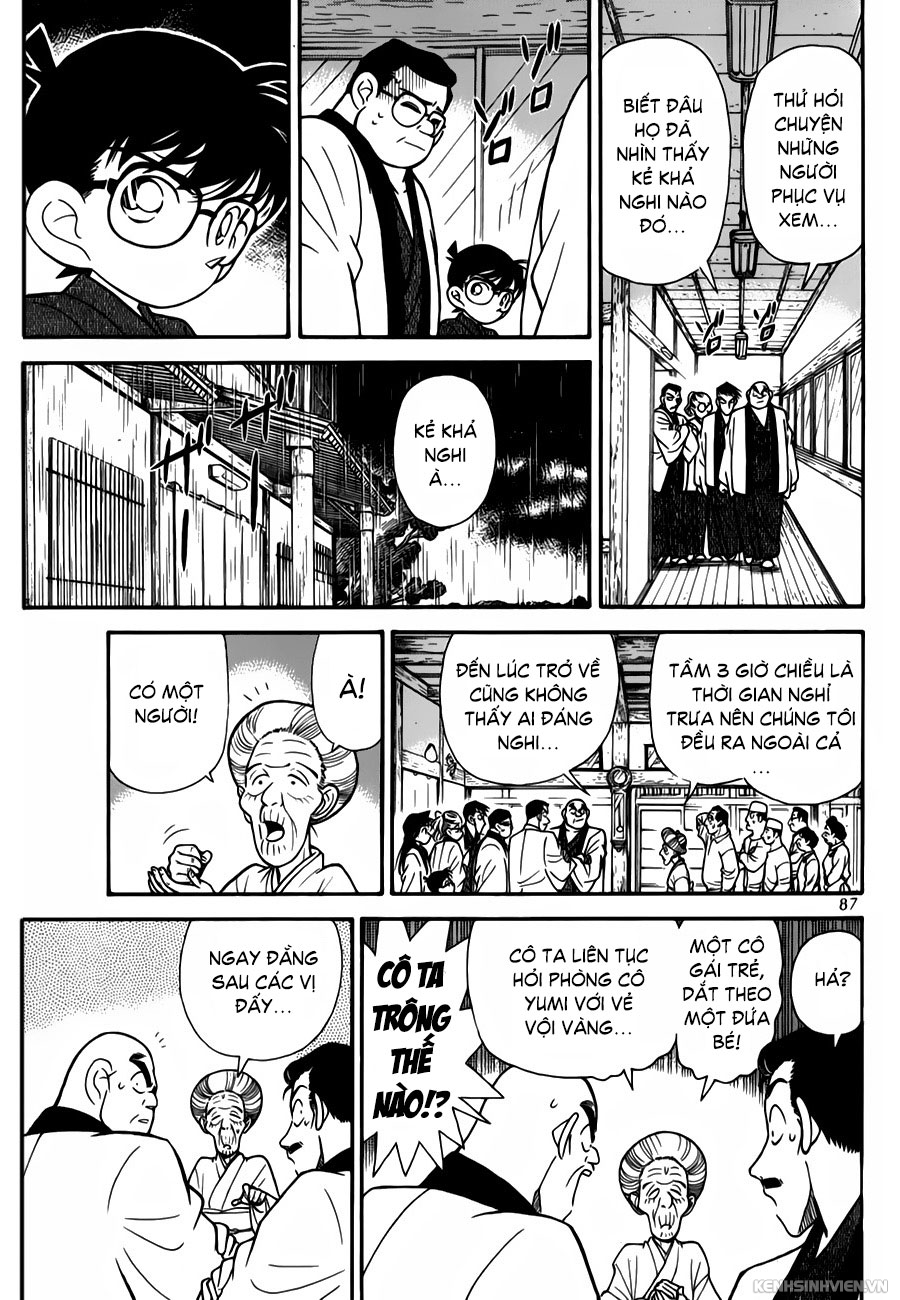 THỬ HỎI
CHUYỆN
NHỮNG
NGƯỜI
PHỤC VỤ
XEM...
BIẾT ĐÂU
HỌ ĐÃ
NHÌN THẤY
KẺ KHẢ
NGHI NÀO
ĐÓ...
KẺ KHẢ
NGHI
À...
TẦM 3 GIỜ CHIỀU LÀ
THỜI GIAN NGHỈ
TRƯA NÊN CHÚNG TÔI
ĐỀU RA NGOÀI CẢ
...
ĐẾN LÚC TRỞ VỀ
CŨNG KHÔNG
THẤY AI ĐÁNG
NGHI...
À!
CÓ MỘT
NGƯỜI!
87
HẢ?
MỘT CÔ
GÁI TRẺ,
DẮT THEO
MỘT ĐỨA
BÉ!
CÔ TA LIÊN TỤC
HỎI PHÒNG CÔ
YUMI VỚI VẺ
VỘI VÀNG...
CÔ TA
TRÔNG
THẾ
NÀO!?
NGAY ĐẰNG
SAU CÁC VỊ
ĐẤY...
KENHSINHVIEN.VN